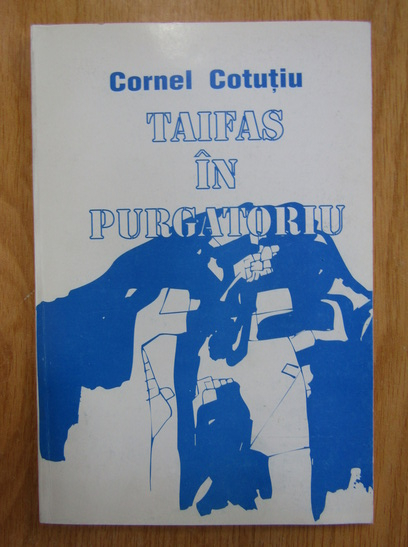 Cornel Cotuțiu
TAIFAS
ÎN
PURGATORIU